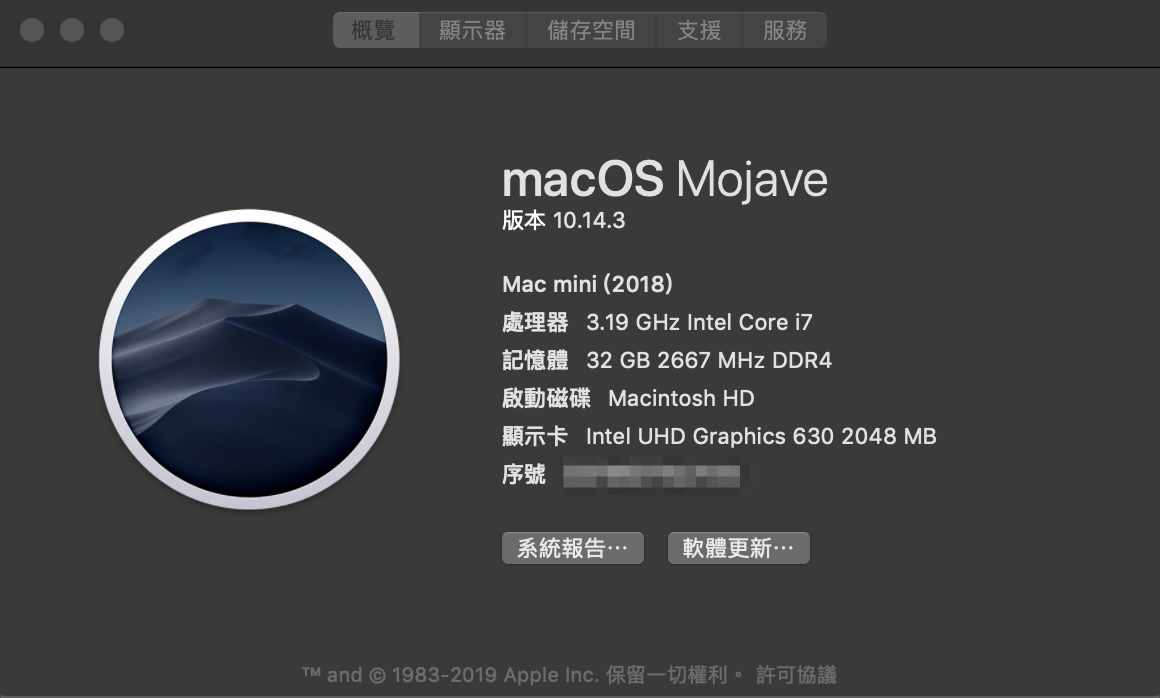 概覽 顯示器 儲存空間 支援 服務
macOS Mojave
版本 10.14.3
Mac mini (2018)
處理器 3.19 GHz Intel Core i7
記憶體 32 GB 2667 MHz DDR4
啟動磁碟 Macintosh HD
顯示卡 Intel UHD Graphics 630 2048 MB
序號
系統報告⋯ 軟體更新⋯
™ and © 1983-2019 Apple Inc. 保留一切權利。 許可協議